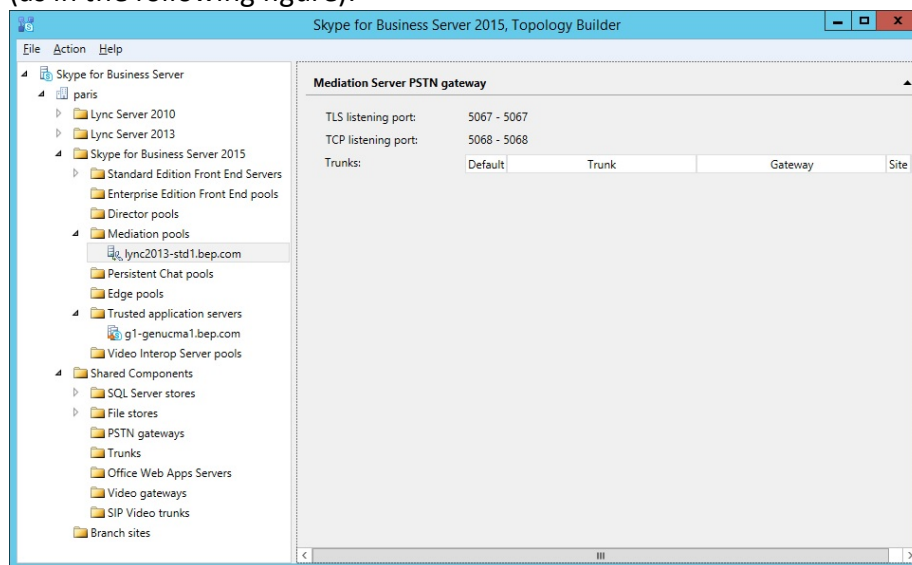 (as in the following figure):
Skype for Business Server 2015, Topology Builder
File Action Help
Skype for Business Server
paris
Lync Server 2010
Lync Server 2013
Skype for Business Server 2015
Standard Edition Front End Servers
Enterprise Edition Front End pools
Director pools
Mediation pools
lync2013-std1.bep.com
Persistent Chat pools
Edge pools
Trusted application servers
g1-genucma1.bep.com
Video Interop Server pools
Shared Components
SQL Server stores
File stores
PSTN gateways
Trunks
Office Web Apps Servers
Video gateways
SIP Video trunks
Branch sites
Mediation Server PSTN gateway
TLS listening port: 5067 - 5067
TCP listening port: 5068 - 5068
Trunks: Default Trunk Gateway Site